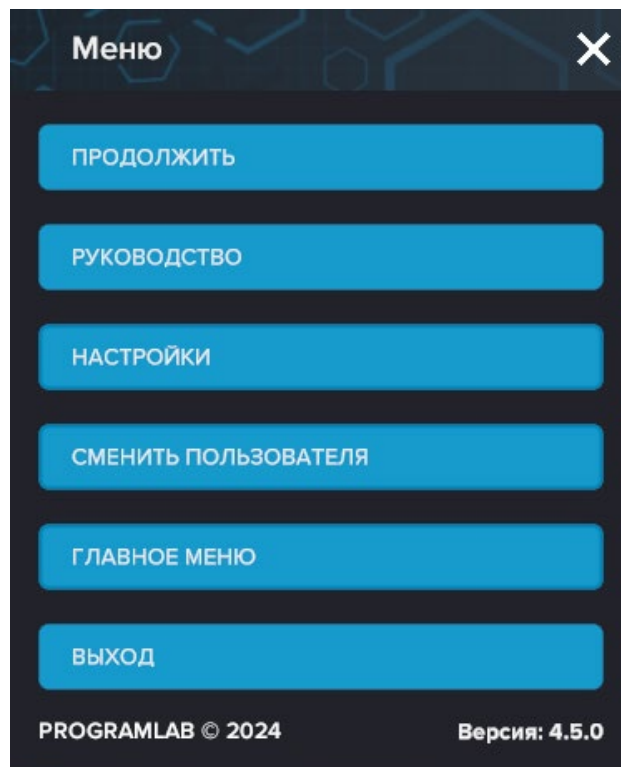 Меню
ПРОДОЛЖИТЬ
РУКОВОДСТВО
НАСТРОЙКИ
СМЕНИТЬ ПОЛЬЗОВАТЕЛЯ
ГЛАВНОЕ МЕНЮ
ВЫХОД
PROGRAMLAB © 2024 Версия: 4.5.0